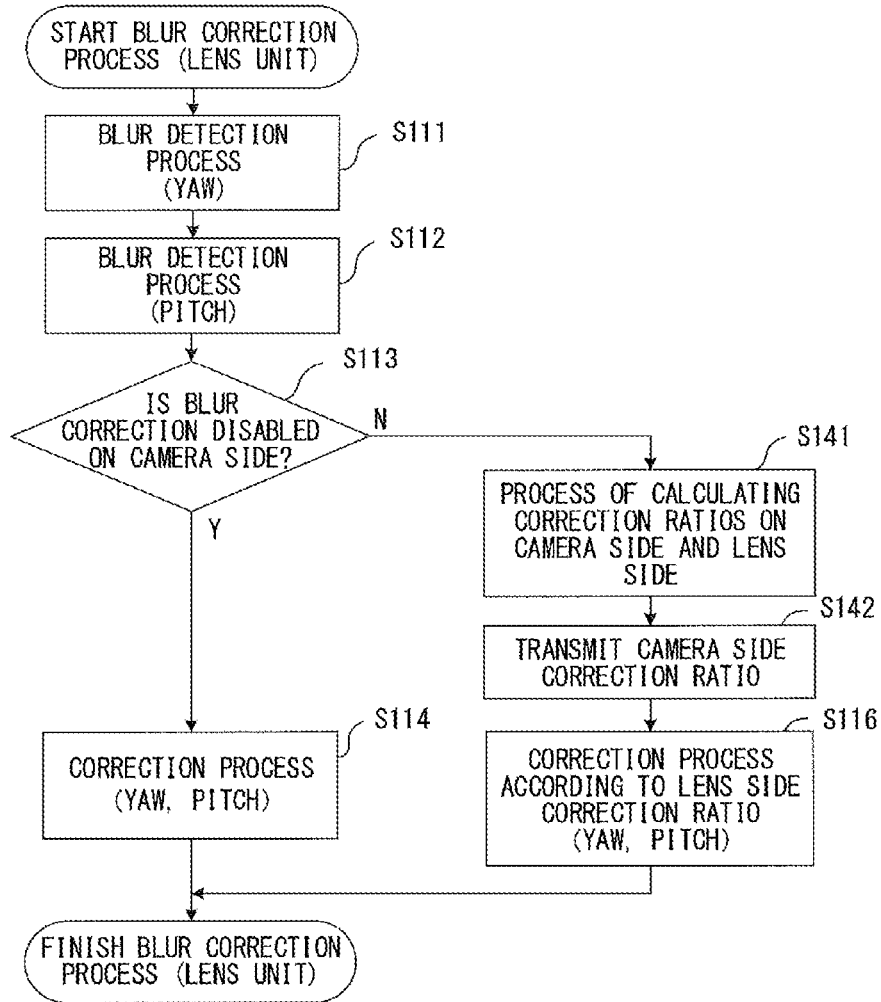 START BLUR CORRECTION
PROCESS (LENS UNIT)
BLUR DETECTION
PROCESS
(YAW)
S111
BLUR DETECTION
PROCESS
(PITCH)
S112
IS BLUR
CORRECTION DISABLED
ON CAMERA SIDE?
S113
N
Y
PROCESS OF CALCULATING
CORRECTION RATIOS ON
CAMERA SIDE AND LENS
SIDE
S141
TRANSMIT CAMERA SIDE
CORRECTION RATIO
S142
CORRECTION PROCESS
(YAW, PITCH)
S114
CORRECTION PROCESS
ACCORDING TO LENS SIDE
CORRECTION RATIO
(YAW, PITCH)
S116
FINISH BLUR CORRECTION
PROCESS (LENS UNIT)